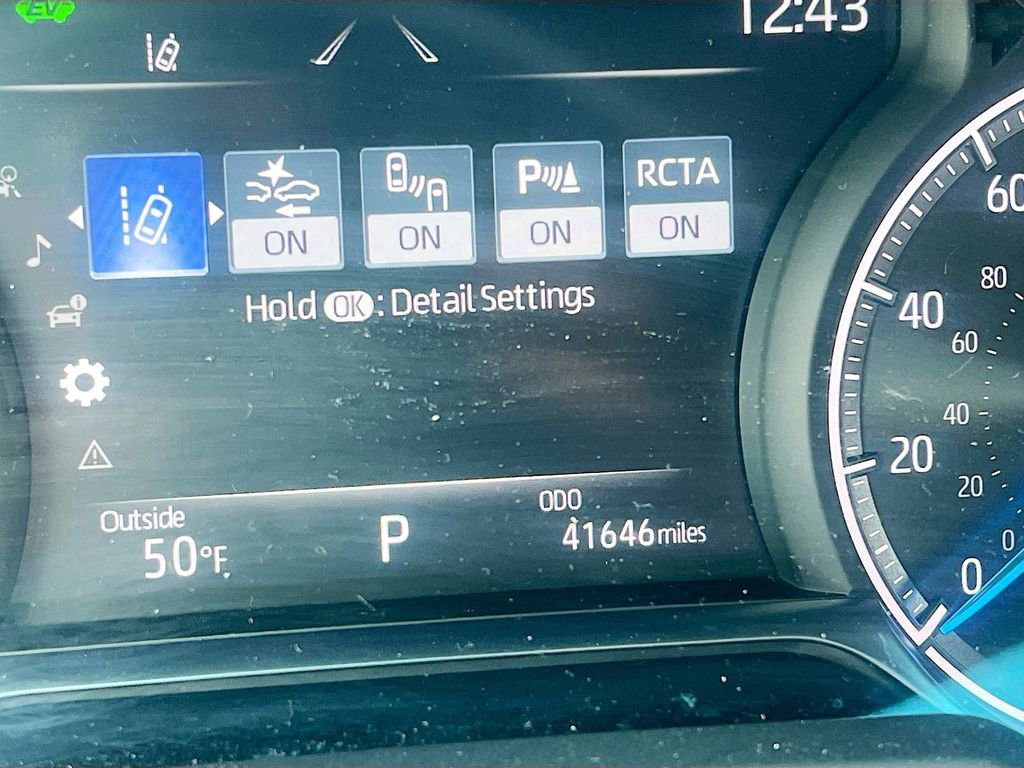 EV
12:43
ON
ON
P
ON
RCTA
ON
Hold OK : Detail Settings
Outside
50°F
P
ODO
41646 miles
60
40
20
0
80
60
40
20
0